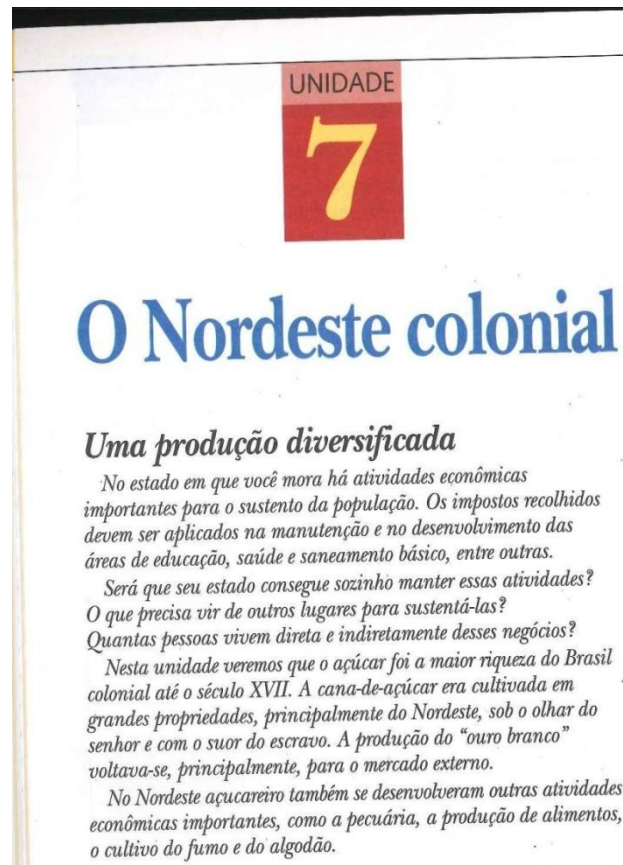 UNIDADE
7
O Nordeste colonial
Uma produção diversificada
No estado em que você mora há atividades econômicas
importantes para o sustento da população. Os impostos recolhidos
devem ser aplicados na manutenção e no desenvolvimento das
áreas de educação, saúde e saneamento básico, entre outras.
Será que seu estado consegue sozinho manter essas atividades?
O que precisa vir de outros lugares para sustentá-las?
Quantas pessoas vivem direta e indiretamente desses negócios?
Nesta unidade veremos que o açúcar foi a maior riqueza do Brasil
colonial até o século XVII. A cana-de-açúcar era cultivada em
grandes propriedades, principalmente do Nordeste, sob o olhar do
senhor e com o suor do escravo. A produção do “ouro branco”
voltava-se, principalmente, para o mercado externo.
No Nordeste açucareiro também se desenvolveram outras atividades
econômicas importantes, como a pecuária, a produção de alimentos,
o cultivo do fumo e do algodão.